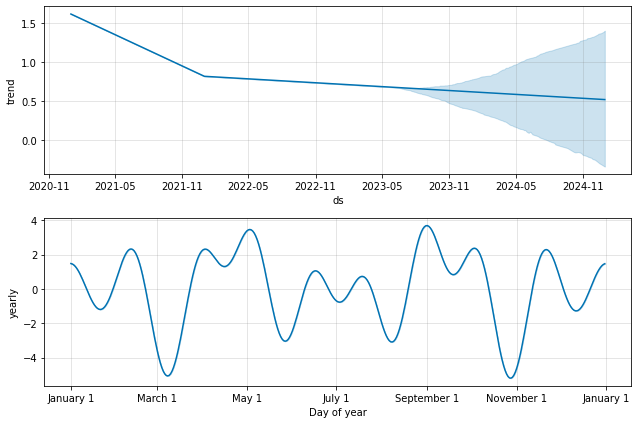 1.5
1.0
0.5
0.0
trend
2020-11 2021-05 2021-11 2022-05 2022-11 2023-05 2023-11 2024-05 2024-11
ds
4
2
0
−2
−4
yearly
January 1 March 1 May 1 July 1 September 1 November 1 January 1
Day of year